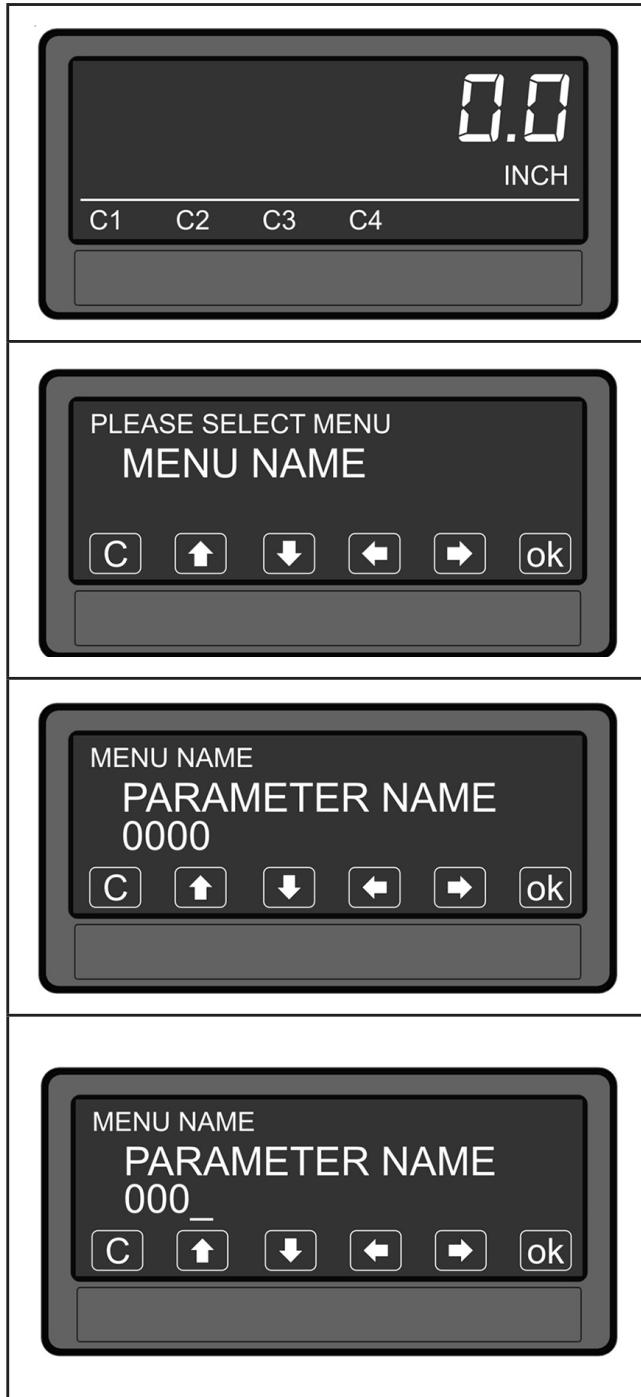 0.0
INCH
C1 C2 C3 C4
PLEASE SELECT MENU
MENU NAME
C ok
MENU NAME
PARAMETER NAME
0000
C ok
MENU NAME
PARAMETER NAME
000_
C ok